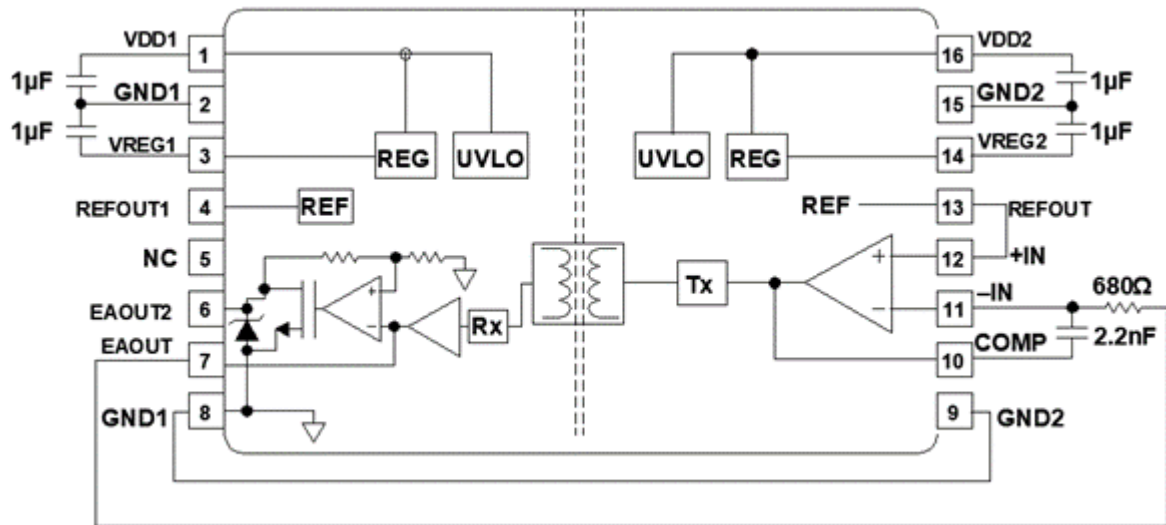 VDD1 1
1µF
GND1 2
1µF
VREG1 3
REG UVLO
REFOUT1 4 REF
NC 5
EAOUT2 6
+
−
Rx
EAOUT 7
GND1 8
16 VDD2
1µF
15 GND2
1µF
UVLO REG 14 VREG2
REF 13 REFOUT
Tx
+ 12 +IN
− 11 –IN
680Ω
10 COMP 2.2nF
9 GND2